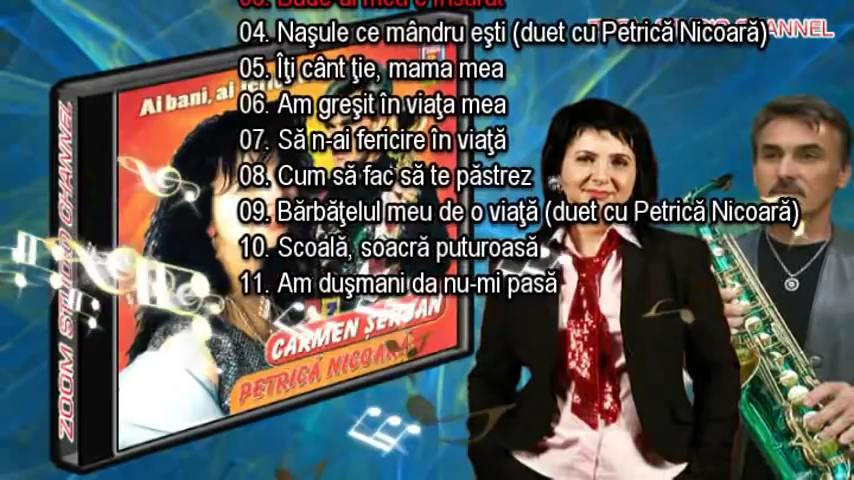 04. Naşule ce mândru eşti (duet cu Petrică Nicoară)
05. Îţi cânt ţie, mama mea
06. Am greşit în viaţa mea
07. Să n-ai fericire în viaţă
08. Cum să fac să te păstrez
09. Bărbăţelul meu de o viaţă (duet cu Petrică Nicoară)
10. Scoală, soacră puturoasă
11. Am duşmani da nu-mi pasă
Ai bani, ai
CARMEN ŞERBAN
PETRICĂ NICOARĂ
ZOOM STUDIO CHANNEL
CHANNEL